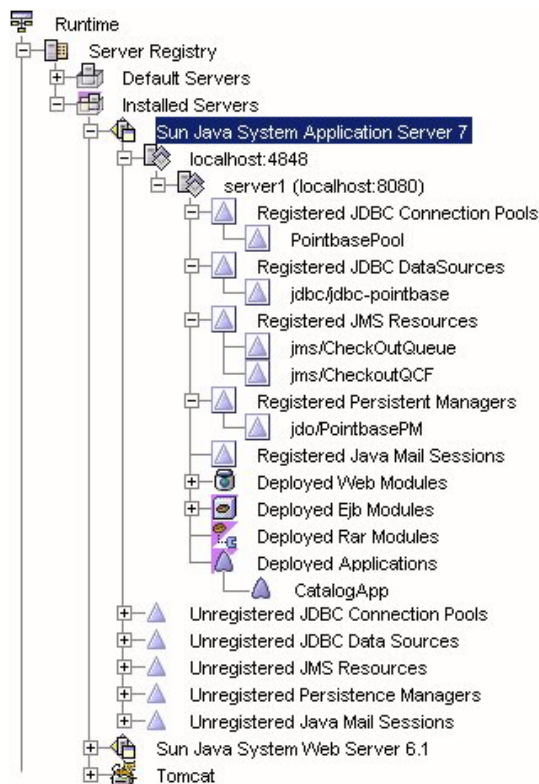 Runtime
Server Registry
Default Servers
Installed Servers
Sun Java System Application Server 7
localhost:4848
server1 (localhost:8080)
Registered JDBC Connection Pools
PointbasePool
Registered JDBC DataSources
jdbc/jdbc-pointbase
Registered JMS Resources
jms/CheckOutQueue
jms/CheckoutQCF
Registered Persistent Managers
jdo/PointbasePM
Registered Java Mail Sessions
Deployed Web Modules
Deployed Ejb Modules
Deployed Rar Modules
Deployed Applications
CatalogApp
Unregistered JDBC Connection Pools
Unregistered JDBC Data Sources
Unregistered JMS Resources
Unregistered Persistence Managers
Unregistered Java Mail Sessions
Sun Java System Web Server 6.1
Tomcat